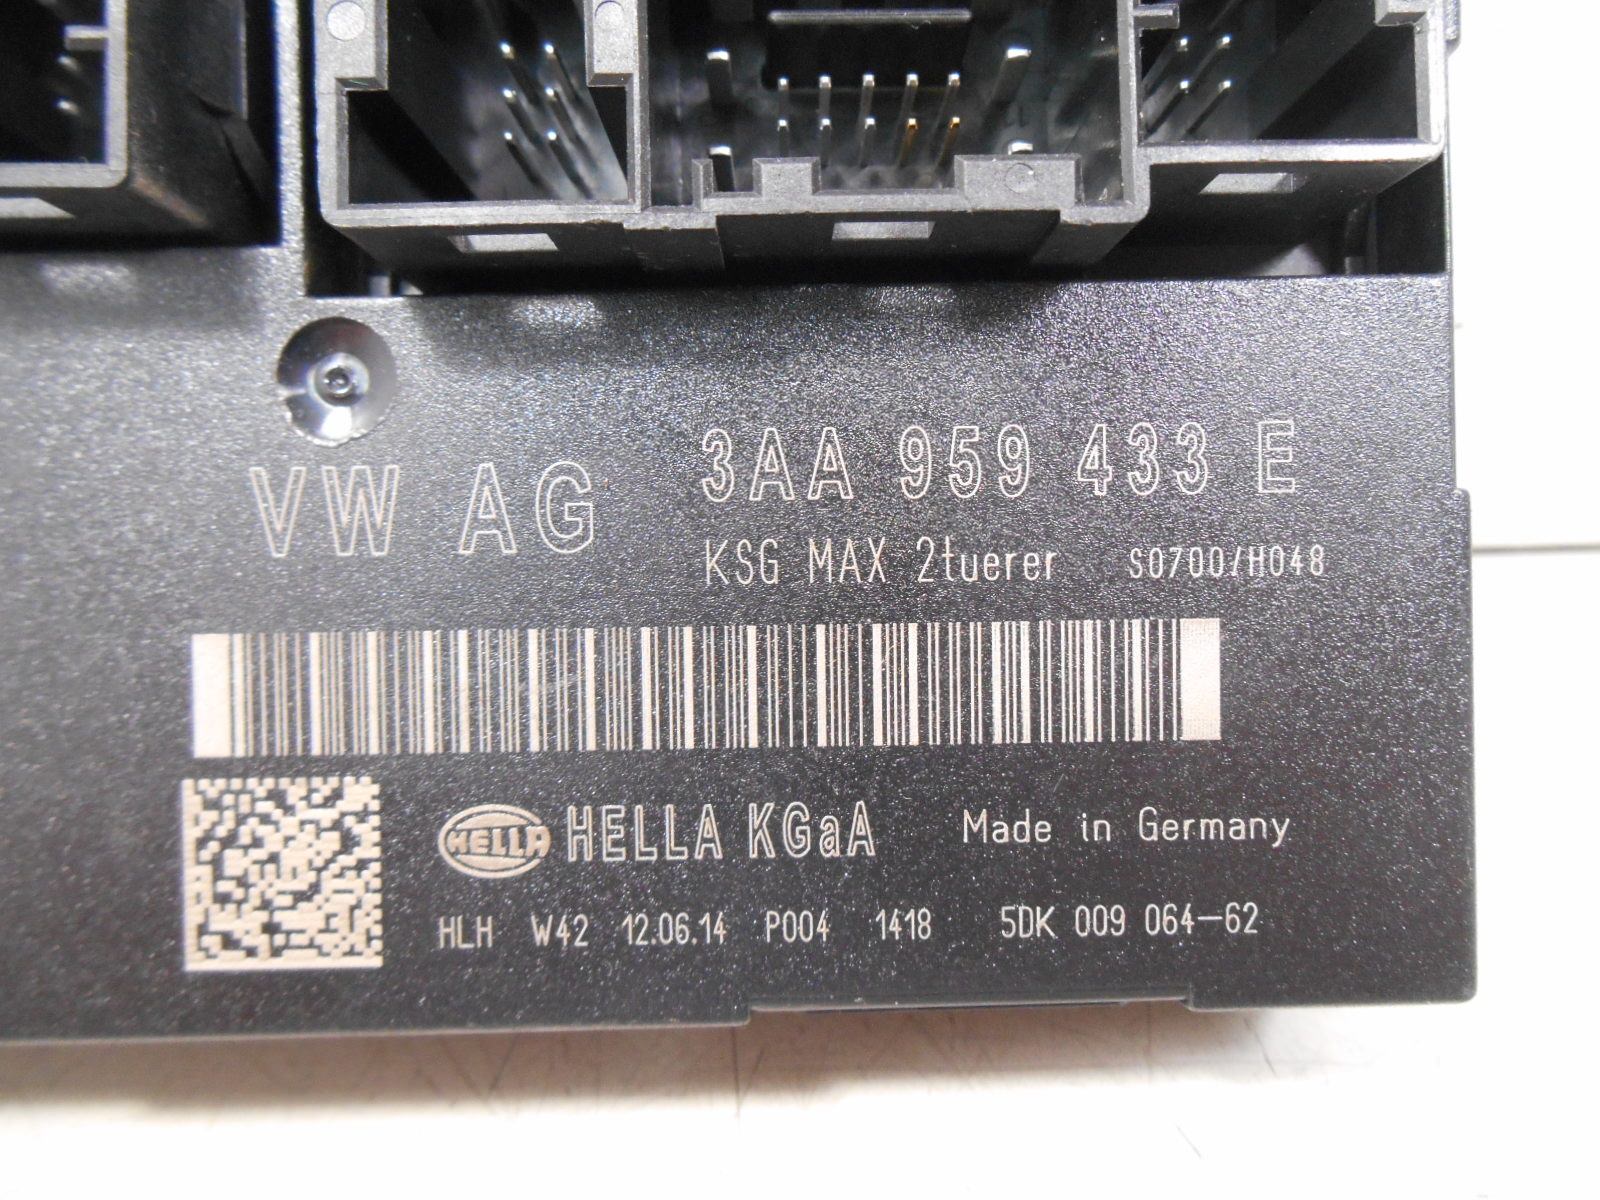 VW AG 3AA 959 433 E
KSG MAX 2tuerer S0700/H048
HELLA HELLA KGaA Made in Germany
HLH W42 12.06.14 P004 1418 5DK 009 064-62